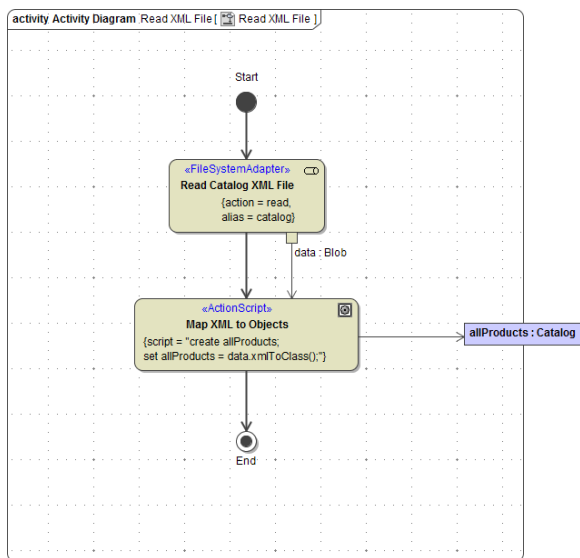 activity Activity Diagram Read XML File [ Read XML File ]
Start
«FileSystemAdapter»
Read Catalog XML File
{action = read,
alias = catalog}
data : Blob
«ActionScript»
Map XML to Objects
{script = "create allProducts;
set allProducts = data.xmlToClass();"}
allProducts : Catalog
End